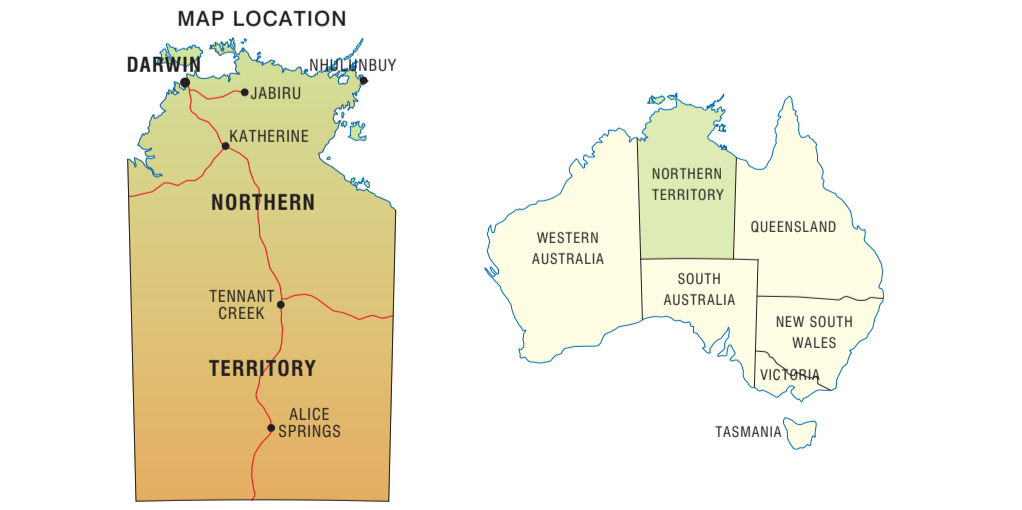 MAP LOCATION
DARWIN
NHULUNBUY
JABIRU
KATHERINE
NORTHERN
TENNANT
CREEK
TERRITORY
ALICE
SPRINGS
NORTHERN
TERRITORY
QUEENSLAND
WESTERN
AUSTRALIA
SOUTH
AUSTRALIA
NEW SOUTH
WALES
VICTORIA
TASMANIA